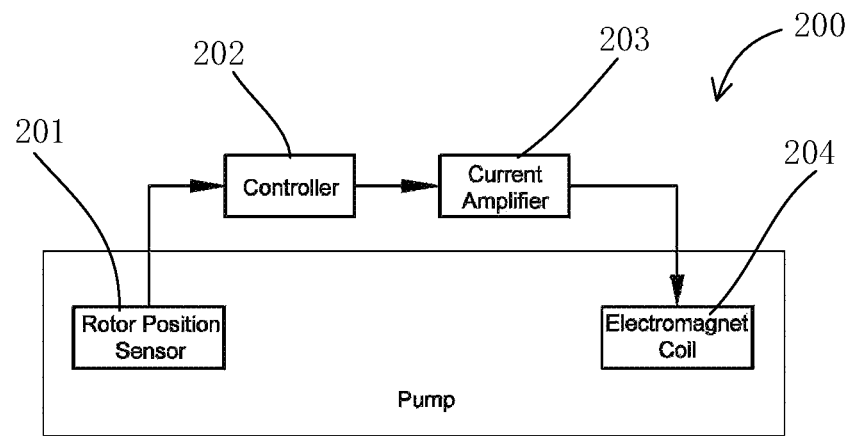 200
203
202
201
204
Controller
Current
Amplifier
Rotor Position
Sensor
Electromagnet
Coil
Pump